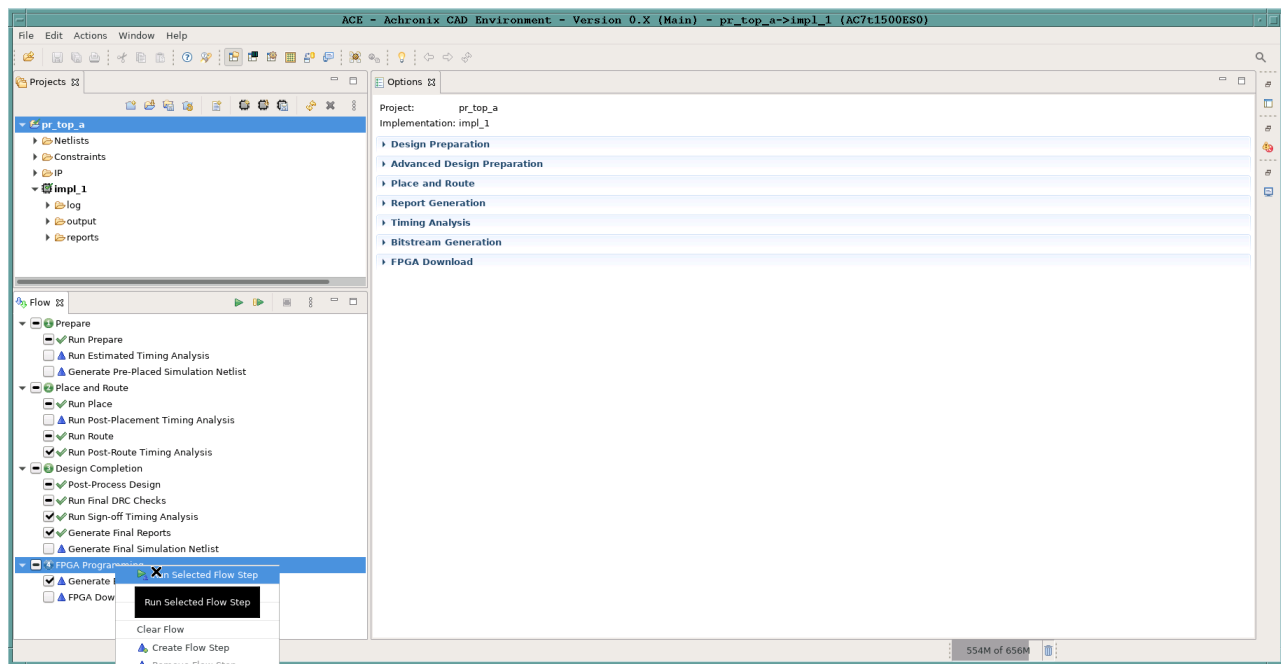 ACE - Achronix CAD Environment - Version 0.X (Main) - pr_top_a->impl_1 (AC7t1500ES0)
File Edit Actions Window Help
Projects
pr_top_a
Netlists
Constraints
IP
impl_1
log
output
reports
Options
Project: pr_top_a
Implementation: impl_1
Design Preparation
Advanced Design Preparation
Place and Route
Report Generation
Timing Analysis
Bitstream Generation
FPGA Download
Flow
Prepare
Run Prepare
Run Estimated Timing Analysis
Generate Pre-Placed Simulation Netlist
Place and Route
Run Place
Run Post-Placement Timing Analysis
Run Route
Run Post-Route Timing Analysis
Design Completion
Post-Process Design
Run Final DRC Checks
Run Sign-off Timing Analysis
Generate Final Reports
Generate Final Simulation Netlist
FPGA Programming
Selected Flow Step
Generate
FPGA Dow
Run Selected Flow Step
Clear Flow
Create Flow Step
554M of 656M